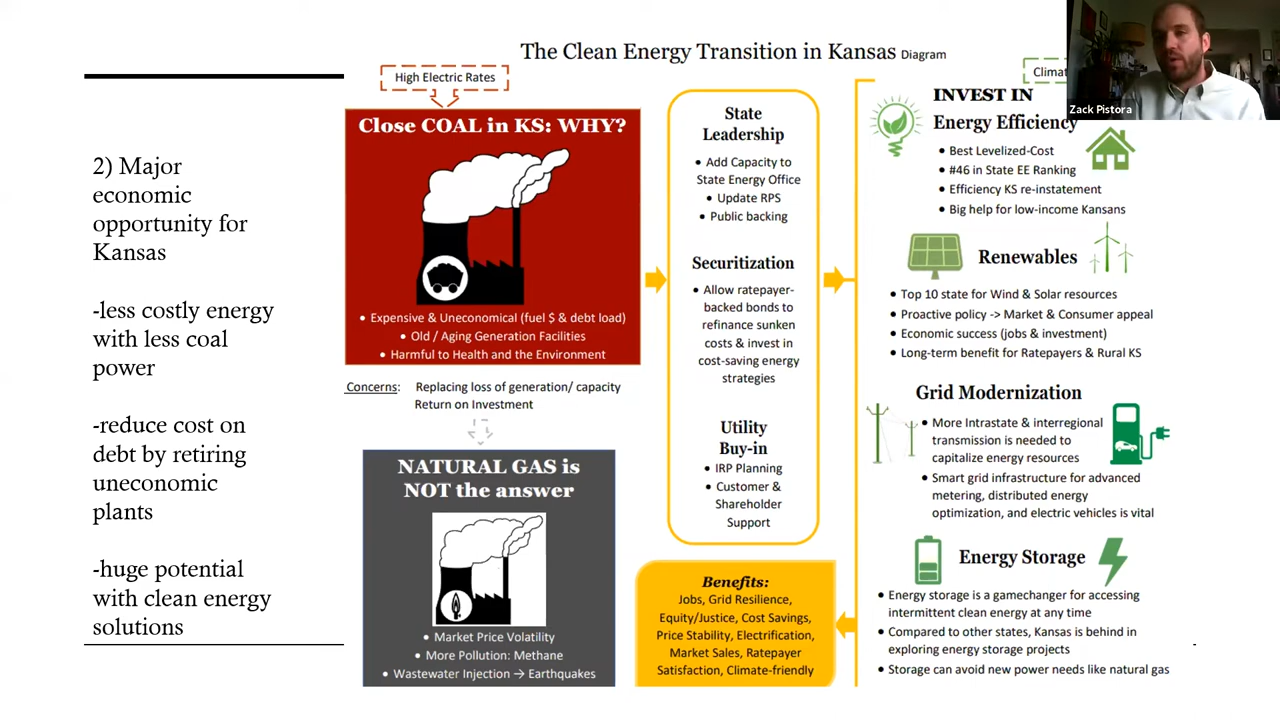 The Clean Energy Transition in Kansas Diagram
Zack Pistora
2) Major
economic
opportunity for
Kansas
-less costly energy
with less coal
power
-reduce cost on
debt by retiring
uneconomic
plants
-huge potential
with clean energy
solutions
High Electric Rates
Close COAL in KS: WHY?
• Expensive & Uneconomical (fuel $ & debt load)
• Old / Aging Generation Facilities
• Harmful to Health and the Environment
Concerns: Replacing loss of generation/ capacity
Return on Investment
NATURAL GAS is
NOT the answer
• Market Price Volatility
• More Pollution: Methane
• Wastewater Injection → Earthquakes
State
Leadership
• Add Capacity to
State Energy Office
• Update RPS
• Public backing
Securitization
• Allow ratepayer-
backed bonds to
refinance sunken
costs & invest in
cost-saving energy
strategies
Utility
Buy-in
• IRP Planning
• Customer &
Shareholder
Support
Benefits:
Jobs, Grid Resilience,
Equity/Justice, Cost Savings,
Price Stability, Electrification,
Market Sales, Ratepayer
Satisfaction, Climate-friendly
INVEST IN
Energy Efficiency
• Best Levelized-Cost
• #46 in State EE Ranking
• Efficiency KS re-instatement
• Big help for low-income Kansans
Renewables
• Top 10 state for Wind & Solar resources
• Proactive policy -> Market & Consumer appeal
• Economic success (jobs & investment)
• Long-term benefit for Ratepayers & Rural KS
Grid Modernization
• More Intrastate & interregional
transmission is needed to
capitalize energy resources
• Smart grid infrastructure for advanced
metering, distributed energy
optimization, and electric vehicles is vital
Energy Storage
• Energy storage is a gamechanger for accessing
intermittent clean energy at any time
• Compared to other states, Kansas is behind in
exploring energy storage projects
• Storage can avoid new power needs like natural gas